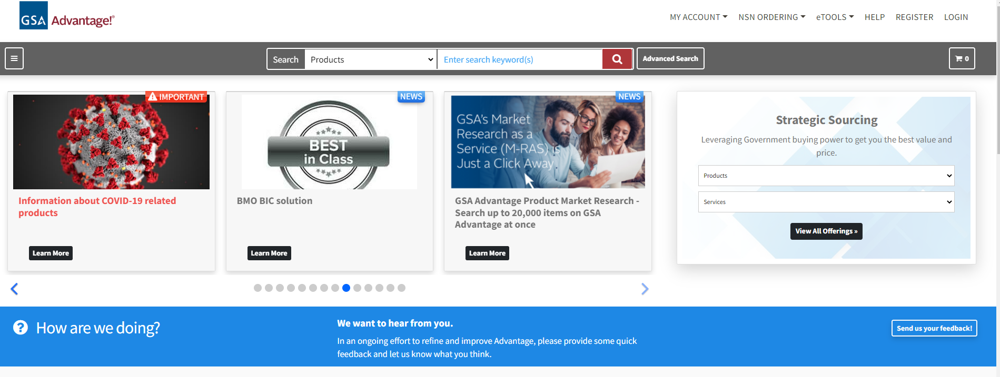 GSA Advantage!®
MY ACCOUNT NSN ORDERING eTOOLS HELP REGISTER LOGIN
Search Products Enter search keyword(s) Advanced Search 0
IMPORTANT
Information about COVID-19 related
products
Learn More
NEWS
BEST
in Class
BMO BIC solution
Learn More
NEWS
GSA's Market
Research as a
Service (M-RAS) is
Just a Click Away
GSA Advantage Product Market Research -
Search up to 20,000 items on GSA
Advantage at once
Learn More
Strategic Sourcing
Leveraging Government buying power to get you the best value and
price.
Products
Services
View All Offerings »
How are we doing?
We want to hear from you.
In an ongoing effort to refine and improve Advantage, please provide some quick
feedback and let us know what you think.
Send us your feedback!